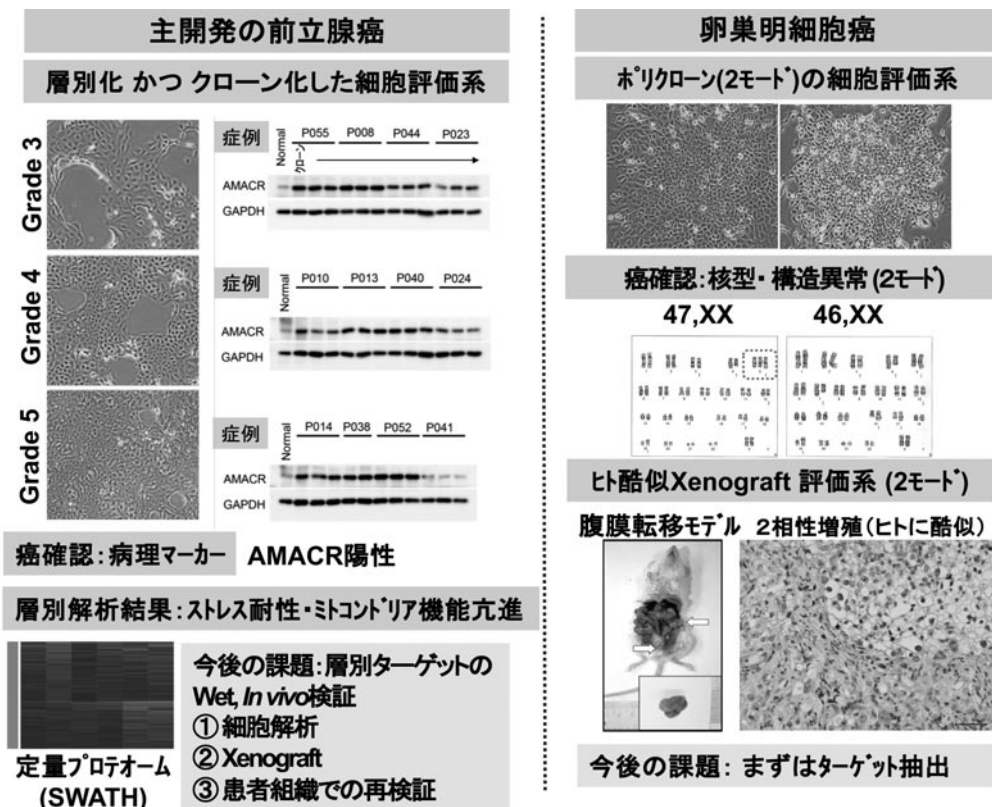 主開発の前立腺癌
層別化 かつ クローン化した細胞評価系
Grade 3
症例
Normal
クローン
P055 P008 P044 P023
AMACR
GAPDH
Grade 4
症例
Normal
P010 P013 P040 P024
AMACR
GAPDH
Grade 5
症例
Normal
P014 P038 P052 P041
AMACR
GAPDH
癌確認:病理マーカー AMACR陽性
層別解析結果:ストレス耐性・ミトコンドリア機能亢進
定量プロテオーム
(SWATH)
今後の課題:層別ターゲットの
Wet, In vivo検証
① 細胞解析
② Xenograft
③ 患者組織での再検証
卵巣明細胞癌
ポリクローン(2モード)の細胞評価系
癌確認:核型・構造異常(2モード)
47,XX 46,XX
ヒト酷似Xenograft 評価系 (2モード)
腹膜転移モデル 2相性増殖(ヒトに酷似)
今後の課題: まずはターゲット抽出